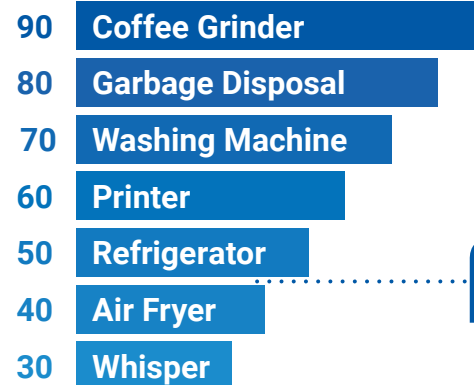 90 Coffee Grinder
80 Garbage Disposal
70 Washing Machine
60 Printer
50 Refrigerator
40 Air Fryer
30 Whisper